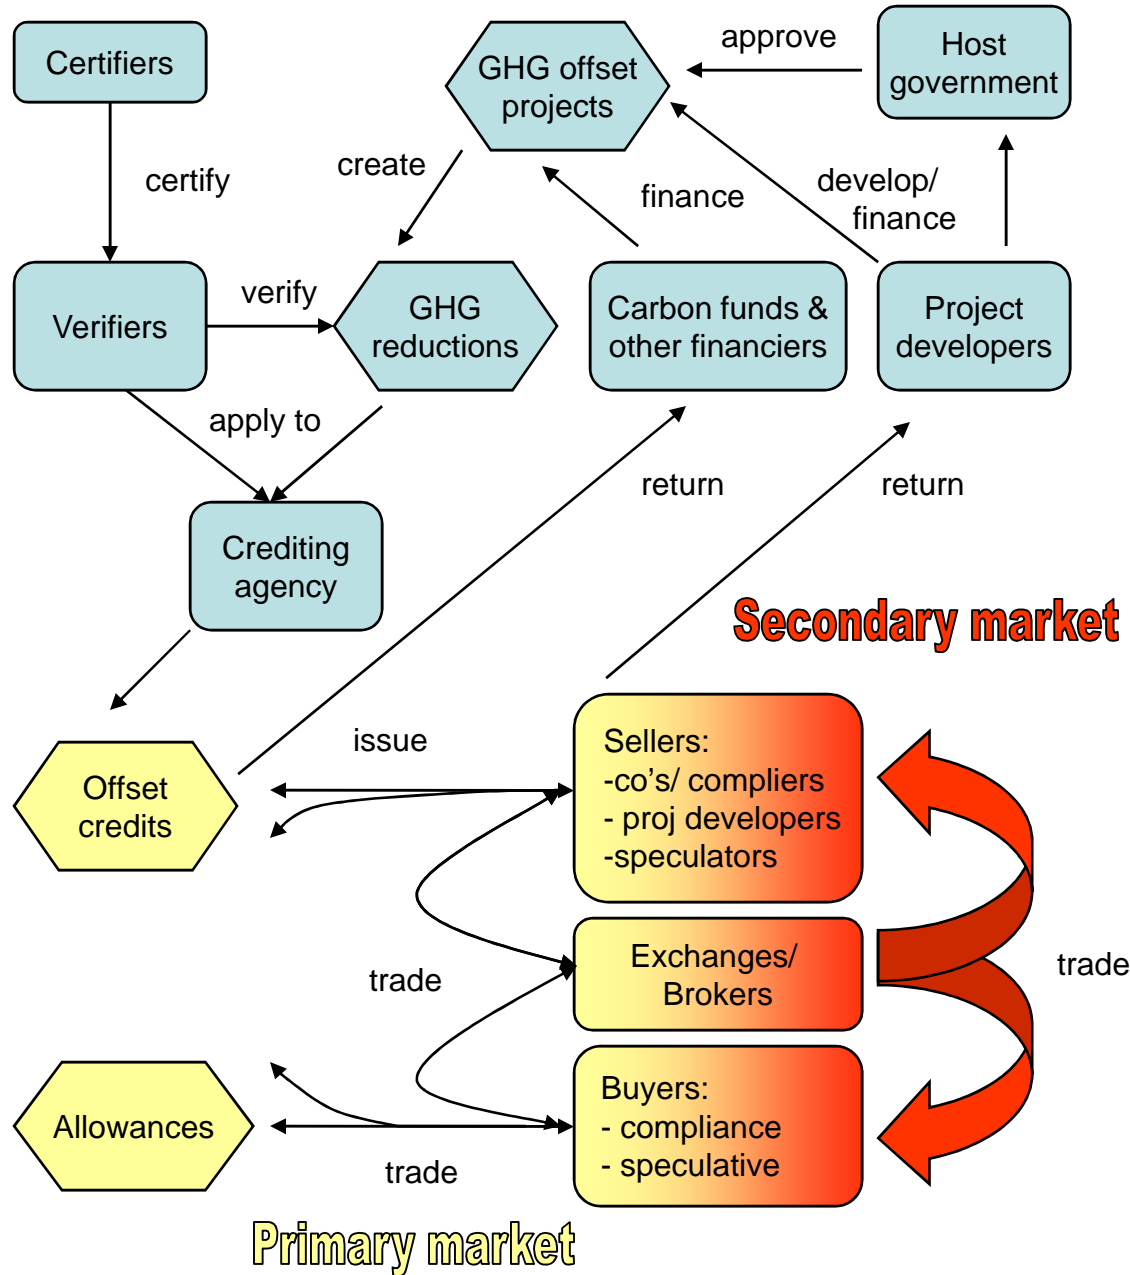 approve
Certifiers
GHG offset
projects
Host
government
create
certify
finance
develop/
finance
verify
Verifiers
GHG
reductions
Carbon funds &
other financiers
Project
developers
apply to
return
return
Crediting
agency
Secondary market
issue
Offset
credits
Sellers:
-co's/ compliers
- proj developers
-speculators
trade
Exchanges/
Brokers
trade
Allowances
Buyers:
- compliance
- speculative
trade
Primary market